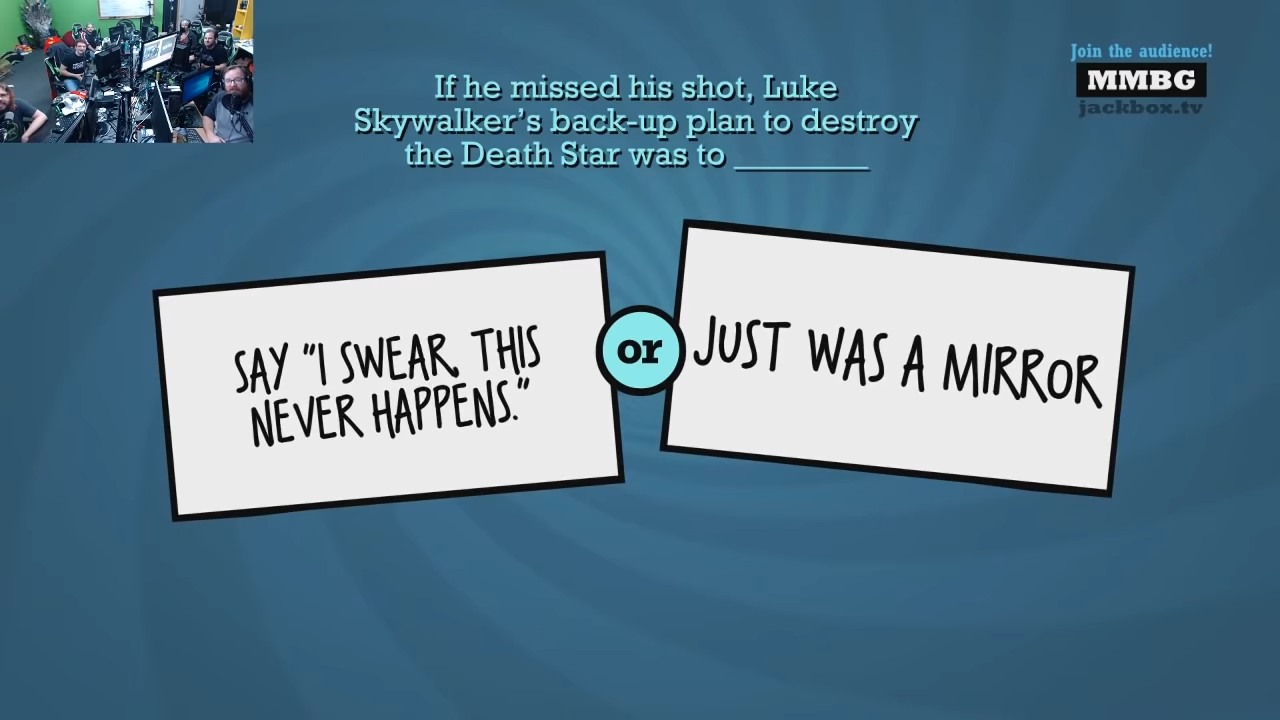 Join the audience!
MMBG
jackbox.tv
If he missed his shot, Luke
Skywalker's back-up plan to destroy
the Death Star was to ________
SAY "I SWEAR THIS
NEVER HAPPENS."
or
JUST WAS A MIRROR